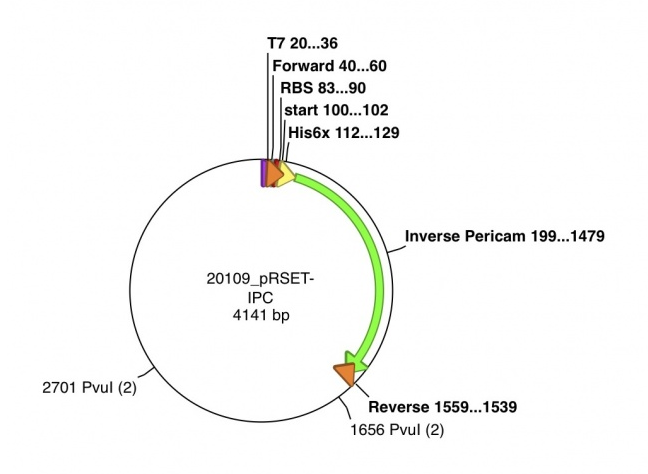 T7 20...36
Forward 40...60
RBS 83...90
start 100...102
His6x 112...129
Inverse Pericam 199...1479
20109_pRSET-
IPC
4141 bp
2701 PvuI (2)
Reverse 1559...1539
1656 PvuI (2)